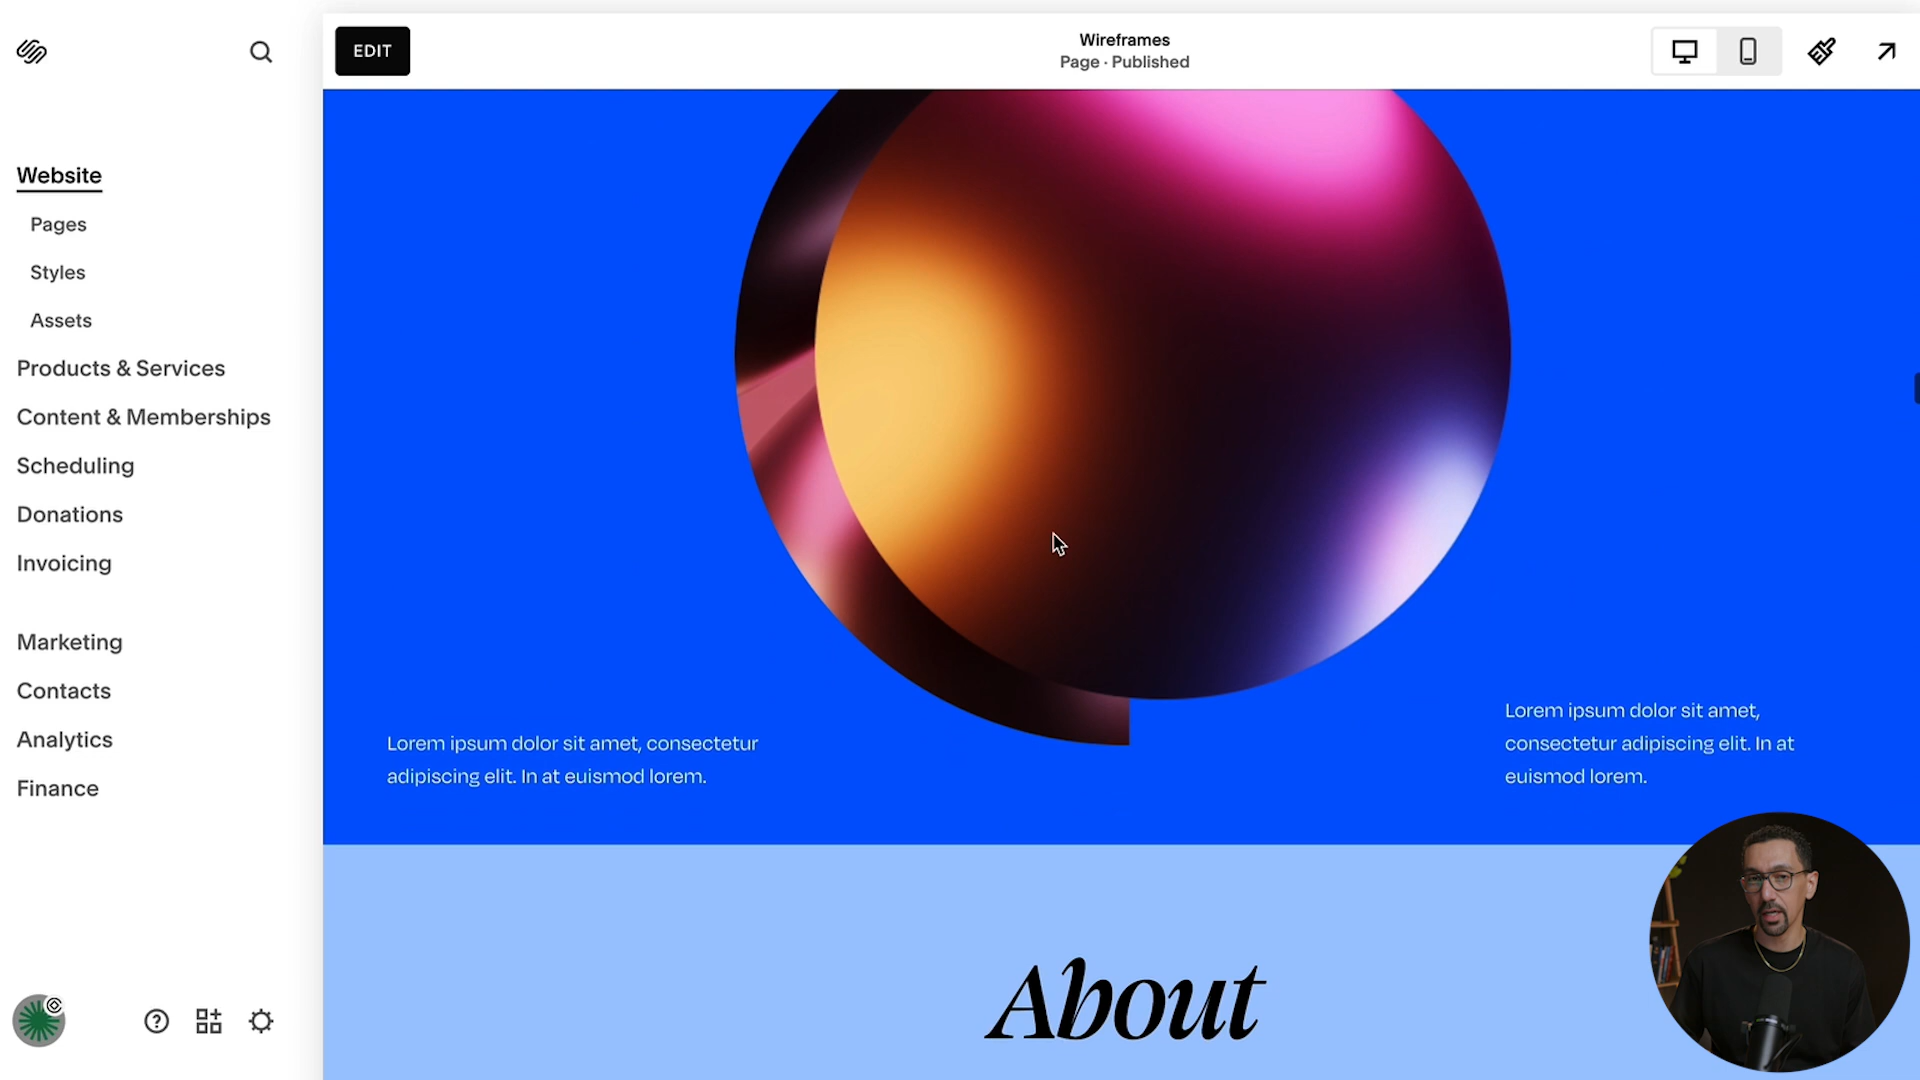 EDIT
Wireframes
Page · Published
Website
Pages
Styles
Assets
Products & Services
Content & Memberships
Scheduling
Donations
Invoicing
Marketing
Contacts
Analytics
Finance
Lorem ipsum dolor sit amet, consectetur
adipiscing elit. In at euismod lorem.
Lorem ipsum dolor sit amet,
consectetur adipiscing elit. In at
euismod lorem.
About